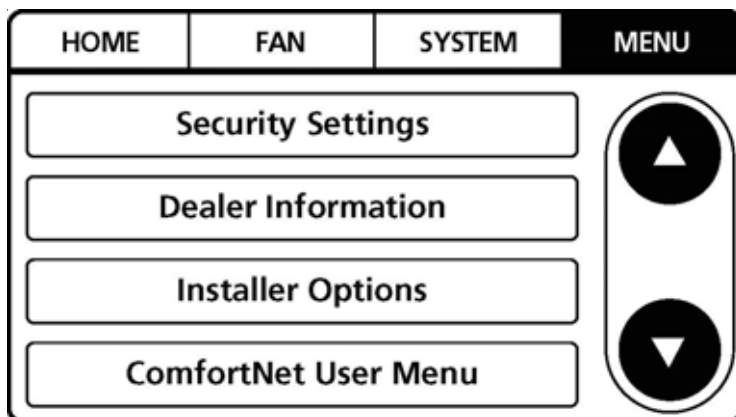 HOME FAN SYSTEM MENU
Security Settings
Dealer Information
Installer Options
ComfortNet User Menu